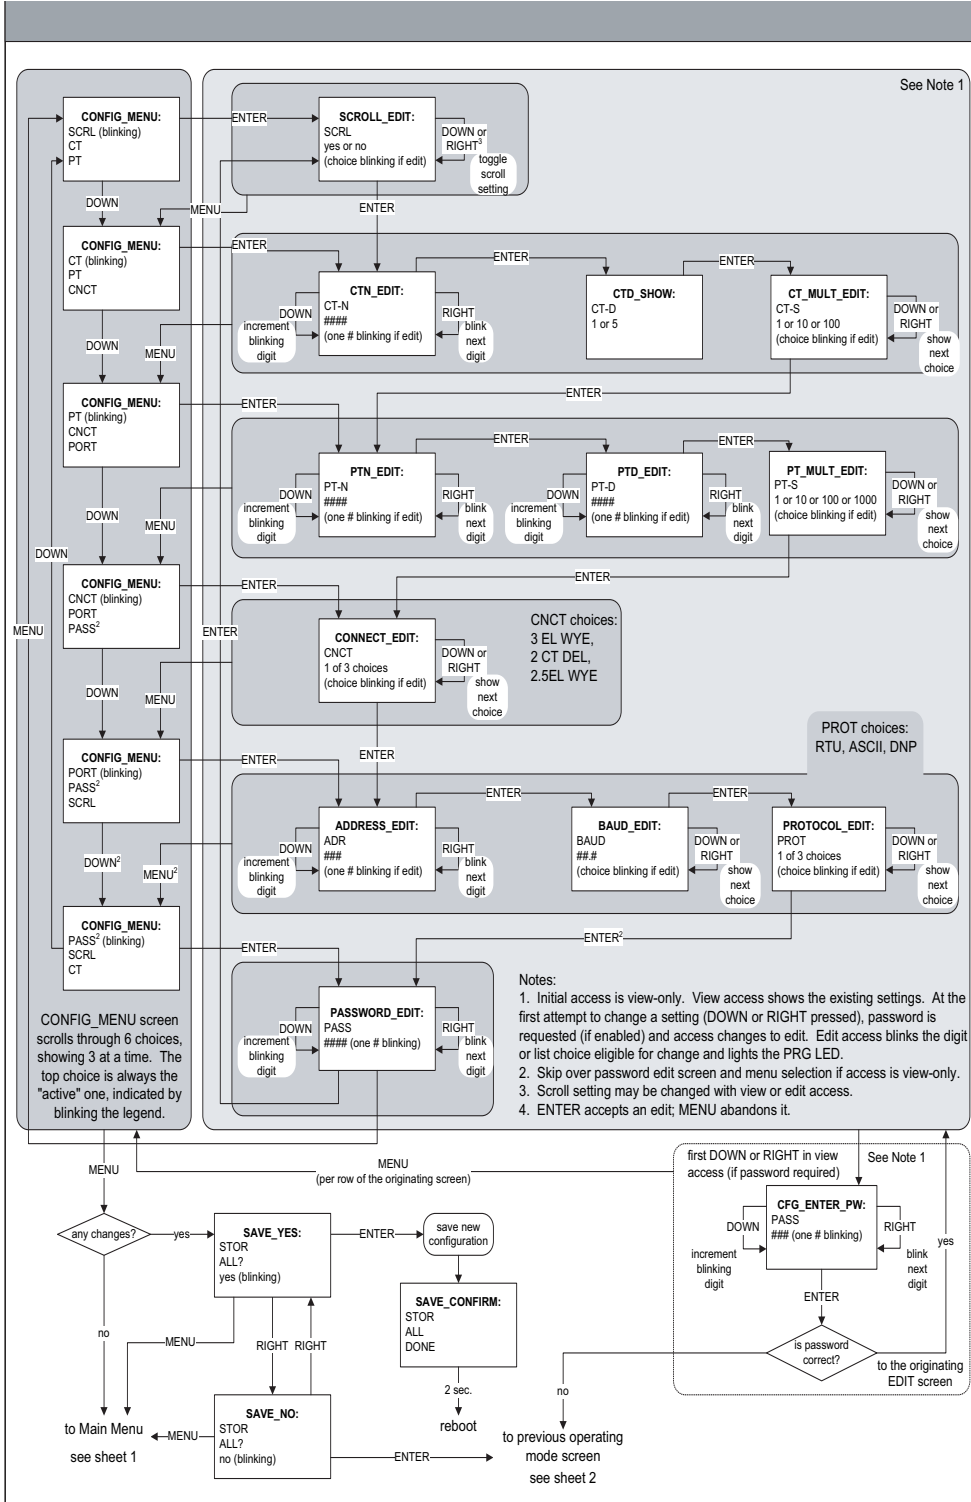 See Note 1
CONFIG_MENU:
SCRL (blinking)
CT
PT
ENTER
SCROLL_EDIT:
SCRL
yes or no
(choice blinking if edit)
DOWN or
RIGHT³
toggle
scroll
setting
DOWN
MENU
ENTER
CONFIG_MENU:
CT (blinking)
PT
CNCT
ENTER
CTN_EDIT:
CT-N
####
(one # blinking if edit)
DOWN
increment
blinking
digit
RIGHT
blink
next
digit
ENTER
CTD_SHOW:
CT-D
1 or 5
ENTER
CT_MULT_EDIT:
CT-S
1 or 10 or 100
(choice blinking if edit)
DOWN or
RIGHT
show
next
choice
DOWN
MENU
ENTER
CONFIG_MENU:
PT (blinking)
CNCT
PORT
ENTER
PTN_EDIT:
PT-N
####
(one # blinking if edit)
DOWN
increment
blinking
digit
RIGHT
blink
next
digit
ENTER
PTD_EDIT:
PT-D
####
(one # blinking if edit)
DOWN
increment
blinking
digit
RIGHT
blink
next
digit
ENTER
PT_MULT_EDIT:
PT-S
1 or 10 or 100 or 1000
(choice blinking if edit)
DOWN or
RIGHT
show
next
choice
DOWN
MENU
DOWN
ENTER
CONFIG_MENU:
CNCT (blinking)
PORT
PASS²
ENTER
MENU
ENTER
CONNECT_EDIT:
CNCT
1 of 3 choices
(choice blinking if edit)
DOWN or
RIGHT
show
next
choice
CNCT choices:
3 EL WYE,
2 CT DEL,
2.5EL WYE
DOWN
MENU
ENTER
PROT choices:
RTU, ASCII, DNP
CONFIG_MENU:
PORT (blinking)
PASS²
SCRL
ENTER
ADDRESS_EDIT:
ADR
###
(one # blinking if edit)
DOWN
increment
blinking
digit
RIGHT
blink
next
digit
ENTER
BAUD_EDIT:
BAUD
##.#
(choice blinking if edit)
DOWN or
RIGHT
show
next
choice
ENTER
PROTOCOL_EDIT:
PROT
1 of 3 choices
(choice blinking if edit)
DOWN or
RIGHT
show
next
choice
DOWN²
MENU²
ENTER²
CONFIG_MENU:
PASS² (blinking)
SCRL
CT
ENTER
PASSWORD_EDIT:
PASS
#### (one # blinking)
DOWN
increment
blinking
digit
RIGHT
blink
next
digit
CONFIG_MENU screen
scrolls through 6 choices,
showing 3 at a time. The
top choice is always the
"active" one, indicated by
blinking the legend.
Notes:
1. Initial access is view-only. View access shows the existing settings. At the
first attempt to change a setting (DOWN or RIGHT pressed), password is
requested (if enabled) and access changes to edit. Edit access blinks the digit
or list choice eligible for change and lights the PRG LED.
2. Skip over password edit screen and menu selection if access is view-only.
3. Scroll setting may be changed with view or edit access.
4. ENTER accepts an edit; MENU abandons it.
MENU
MENU
(per row of the originating screen)
first DOWN or RIGHT in view
access (if password required)
See Note 1
CFG_ENTER_PW:
PASS
### (one # blinking)
DOWN
increment
blinking
digit
RIGHT
blink
next
digit
yes
ENTER
is password
correct?
to the originating
EDIT screen
no
to previous operating
mode screen
see sheet 2
any changes?
yes
SAVE_YES:
STOR
ALL?
yes (blinking)
ENTER
save new
configuration
SAVE_CONFIRM:
STOR
ALL
DONE
2 sec.
reboot
no
MENU
RIGHT
RIGHT
SAVE_NO:
STOR
ALL?
no (blinking)
MENU
ENTER
to Main Menu
see sheet 1